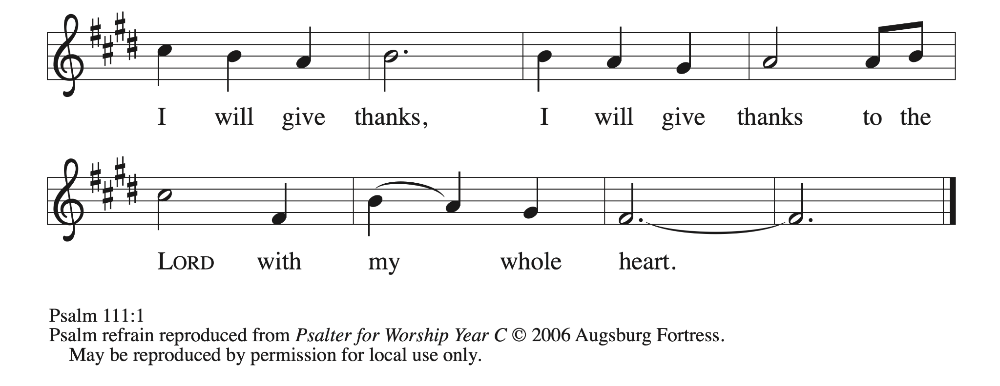 I will give thanks, I will give thanks to the
LORD with my whole heart.
Psalm 111:1
Psalm refrain reproduced from Psalter for Worship Year C © 2006 Augsburg Fortress.
May be reproduced by permission for local use only.